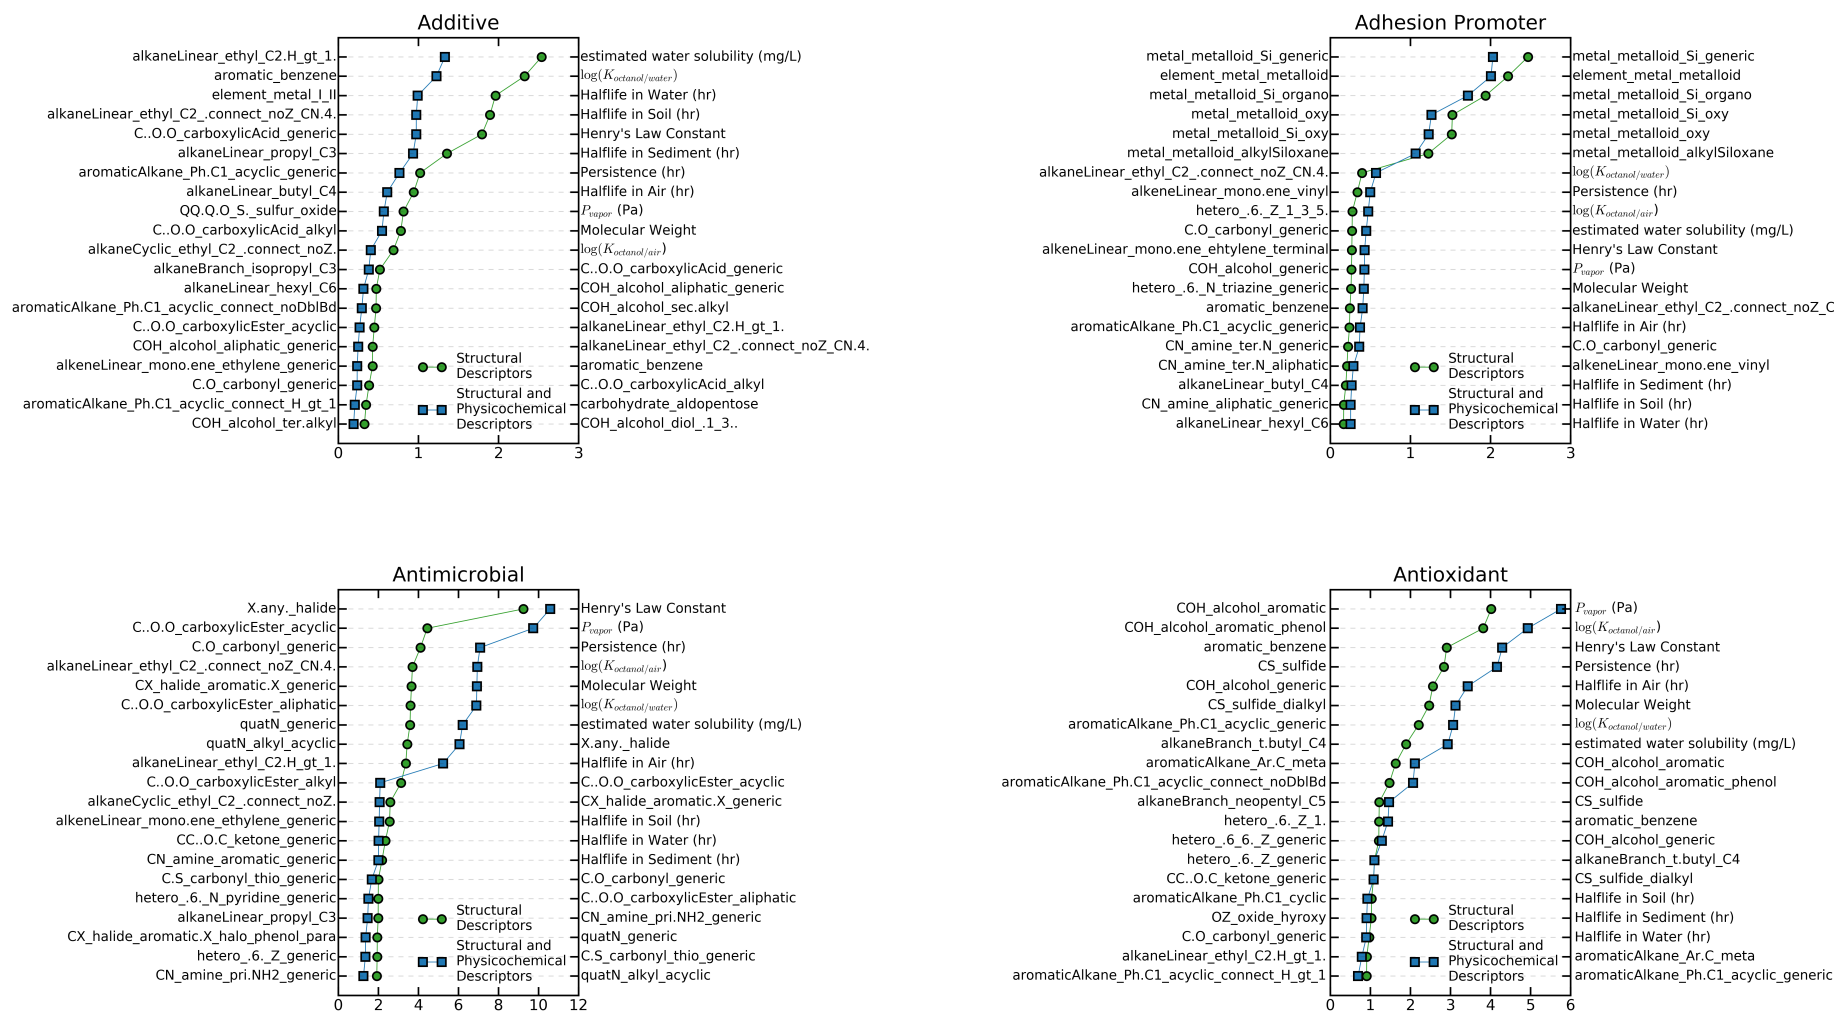 Additive
alkaneLinear_ethyl_C2.H_gt_1.
aromatic_benzene
element_metal_I_II
alkaneLinear_ethyl_C2_.connect_noZ_CN.4.
C..O.O_carboxylicAcid_generic
alkaneLinear_propyl_C3
aromaticAlkane_Ph.C1_acyclic_generic
alkaneLinear_butyl_C4
QQ.Q.O_S._sulfur_oxide
C..O.O_carboxylicAcid_alkyl
alkaneCyclic_ethyl_C2_.connect_noZ.
alkaneBranch_isopropyl_C3
alkaneLinear_hexyl_C6
aromaticAlkane_Ph.C1_acyclic_connect_noDblBd
C..O.O_carboxylicEster_acyclic
COH_alcohol_aliphatic_generic
alkeneLinear_mono.ene_ethylene_generic
C.O_carbonyl_generic
aromaticAlkane_Ph.C1_acyclic_connect_H_gt_1
COH_alcohol_ter.alkyl
estimated water solubility (mg/L)
log(K_octanol/water)
Halflife in Water (hr)
Halflife in Soil (hr)
Henry's Law Constant
Halflife in Sediment (hr)
Persistence (hr)
Halflife in Air (hr)
P_vapor (Pa)
Molecular Weight
log(K_octanol/air)
C..O.O_carboxylicAcid_generic
COH_alcohol_aliphatic_generic
COH_alcohol_sec.alkyl
alkaneLinear_ethyl_C2.H_gt_1.
alkaneLinear_ethyl_C2_.connect_noZ_CN.4.
aromatic_benzene
C..O.O_carboxylicAcid_alkyl
carbohydrate_aldopentose
COH_alcohol_diol_.1_3..
Structural
Descriptors
Structural and
Physicochemical
Descriptors
0 1 2 3
Adhesion Promoter
metal_metalloid_Si_generic
element_metal_metalloid
metal_metalloid_Si_organo
metal_metalloid_oxy
metal_metalloid_Si_oxy
metal_metalloid_alkylSiloxane
alkaneLinear_ethyl_C2_.connect_noZ_CN.4.
alkeneLinear_mono.ene_vinyl
hetero_.6._Z_1_3_5.
C.O_carbonyl_generic
alkeneLinear_mono.ene_ehtylene_terminal
COH_alcohol_generic
hetero_.6._N_triazine_generic
aromatic_benzene
aromaticAlkane_Ph.C1_acyclic_generic
CN_amine_ter.N_generic
CN_amine_ter.N_aliphatic
alkaneLinear_butyl_C4
CN_amine_aliphatic_generic
alkaneLinear_hexyl_C6
metal_metalloid_Si_generic
element_metal_metalloid
metal_metalloid_Si_organo
metal_metalloid_Si_oxy
metal_metalloid_oxy
metal_metalloid_alkylSiloxane
log(K_octanol/water)
Persistence (hr)
log(K_octanol/air)
estimated water solubility (mg/L)
Henry's Law Constant
P_vapor (Pa)
Molecular Weight
alkaneLinear_ethyl_C2_.connect_noZ_C
Halflife in Air (hr)
C.O_carbonyl_generic
alkeneLinear_mono.ene_vinyl
Halflife in Sediment (hr)
Halflife in Soil (hr)
Halflife in Water (hr)
Structural
Descriptors
Structural and
Physicochemical
Descriptors
0 1 2 3
Antimicrobial
X.any._halide
C..O.O_carboxylicEster_acyclic
C.O_carbonyl_generic
alkaneLinear_ethyl_C2_.connect_noZ_CN.4.
CX_halide_aromatic.X_generic
C..O.O_carboxylicEster_aliphatic
quatN_generic
quatN_alkyl_acyclic
alkaneLinear_ethyl_C2.H_gt_1.
C..O.O_carboxylicEster_alkyl
alkaneCyclic_ethyl_C2_.connect_noZ.
alkeneLinear_mono.ene_ethylene_generic
CC..O.C_ketone_generic
CN_amine_aromatic_generic
C.S_carbonyl_thio_generic
hetero_.6._N_pyridine_generic
alkaneLinear_propyl_C3
CX_halide_aromatic.X_halo_phenol_para
hetero_.6._Z_generic
CN_amine_pri.NH2_generic
Henry's Law Constant
P_vapor (Pa)
Persistence (hr)
log(K_octanol/air)
Molecular Weight
log(K_octanol/water)
estimated water solubility (mg/L)
X.any._halide
Halflife in Air (hr)
C..O.O_carboxylicEster_acyclic
CX_halide_aromatic.X_generic
Halflife in Soil (hr)
Halflife in Water (hr)
Halflife in Sediment (hr)
C.O_carbonyl_generic
C..O.O_carboxylicEster_aliphatic
CN_amine_pri.NH2_generic
quatN_generic
C.S_carbonyl_thio_generic
quatN_alkyl_acyclic
Structural
Descriptors
Structural and
Physicochemical
Descriptors
0 2 4 6 8 10 12
Antioxidant
COH_alcohol_aromatic
COH_alcohol_aromatic_phenol
aromatic_benzene
CS_sulfide
COH_alcohol_generic
CS_sulfide_dialkyl
aromaticAlkane_Ph.C1_acyclic_generic
alkaneBranch_t.butyl_C4
aromaticAlkane_Ar.C_meta
aromaticAlkane_Ph.C1_acyclic_connect_noDblBd
alkaneBranch_neopentyl_C5
hetero_.6._Z_1.
hetero_.6_6._Z_generic
hetero_.6._Z_generic
CC..O.C_ketone_generic
aromaticAlkane_Ph.C1_cyclic
OZ_oxide_hyroxy
C.O_carbonyl_generic
alkaneLinear_ethyl_C2.H_gt_1.
aromaticAlkane_Ph.C1_acyclic_connect_H_gt_1
P_vapor (Pa)
log(K_octanol/air)
Henry's Law Constant
Persistence (hr)
Halflife in Air (hr)
Molecular Weight
log(K_octanol/water)
estimated water solubility (mg/L)
COH_alcohol_aromatic
COH_alcohol_aromatic_phenol
CS_sulfide
aromatic_benzene
COH_alcohol_generic
alkaneBranch_t.butyl_C4
CS_sulfide_dialkyl
Halflife in Soil (hr)
Halflife in Sediment (hr)
Halflife in Water (hr)
aromaticAlkane_Ar.C_meta
aromaticAlkane_Ph.C1_acyclic_generic
Structural
Descriptors
Structural and
Physicochemical
Descriptors
0 1 2 3 4 5 6